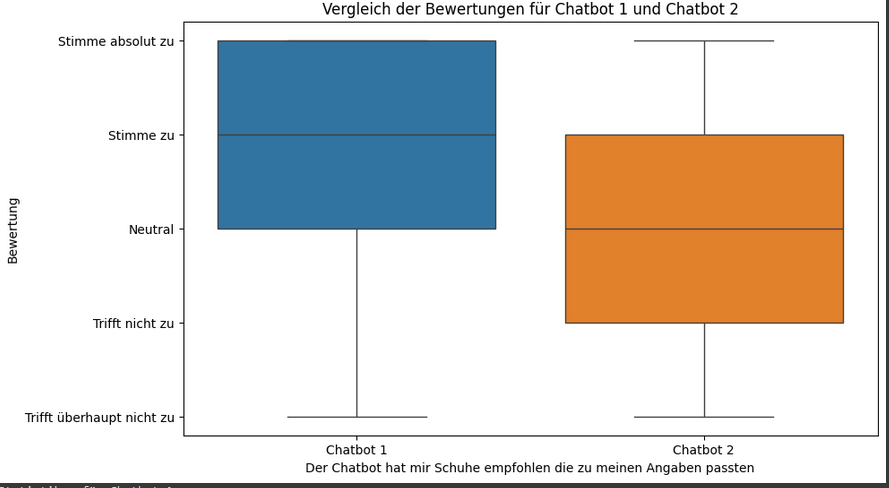 Vergleich der Bewertungen für Chatbot 1 und Chatbot 2
Stimme absolut zu
Stimme zu
Neutral
Trifft nicht zu
Trifft überhaupt nicht zu
Bewertung
Chatbot 1
Chatbot 2
Der Chatbot hat mir Schuhe empfohlen die zu meinen Angaben passten